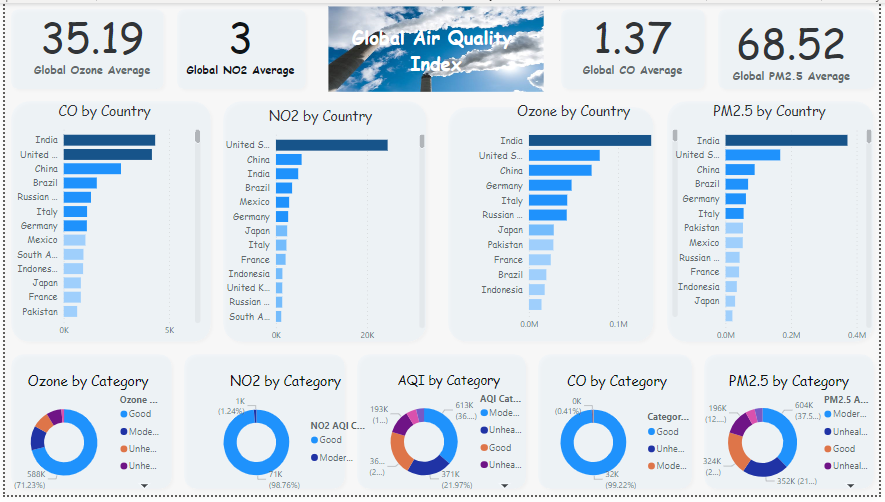 35.19
Global Ozone Average
3
Global NO2 Average
Global Air Quality
Index
1.37
Global CO Average
68.52
Global PM2.5 Average
CO by Country
India
United ...
China
Brazil
Russian ...
Italy
Germany
Mexico
South A...
Indones...
Japan
France
Pakistan
0K
5K
NO2 by Country
United S...
China
India
Brazil
Mexico
Germany
Japan
Italy
France
Indonesia
United K...
Russian ...
South A...
0K
20K
Ozone by Country
India
United S...
China
Germany
Italy
Russian ...
Japan
Pakistan
France
Brazil
Indonesia
0.0M
0.1M
PM2.5 by Country
India
United S...
China
Brazil
Germany
Italy
Pakistan
Mexico
Russian ...
France
Indonesia
Japan
0.0M
0.2M
0.4M
Ozone by Category
Ozone ...
Good
Mode...
Unhe...
Unhe...
588K
(71.23%)
NO2 by Category
1K
(1.24%)
NO2 AQI C...
Good
Moder...
71K
(98.76%)
AQI by Category
193K
(1...)
613K
(36....)
AQI Cat...
Mode...
Unhea...
Good
Unhea...
36...
(2...)
371K
(21.97%)
CO by Category
0K
(0.41%)
Categor...
Good
Unhe...
Mode...
32K
(99.22%)
PM2.5 by Category
196K
(12....)
604K
(37.5...)
PM2.5 A...
Moder...
Unheal...
Good
Unheal...
324K
(2...)
352K (21...)